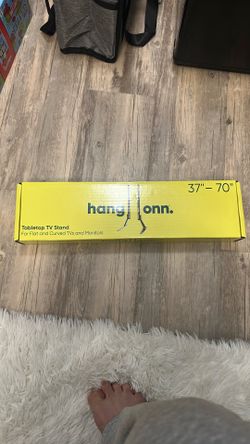 37"– 70"
hang onn.
Tabletop TV Stand
For Flat and Curved TVs and Monitors